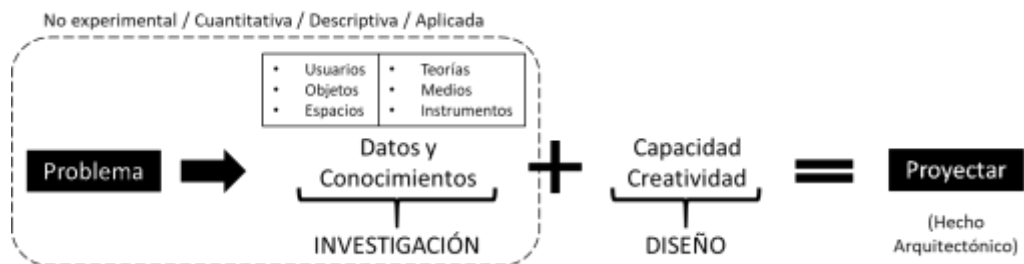 No experimental / Cuantitativa / Descriptiva / Aplicada
• Usuarios
• Objetos
• Espacios
• Teorías
• Medios
• Instrumentos
Problema
Datos y
Conocimientos
INVESTIGACIÓN
+
Capacidad
Creatividad
DISEÑO
=
Proyectar
(Hecho
Arquitectónico)